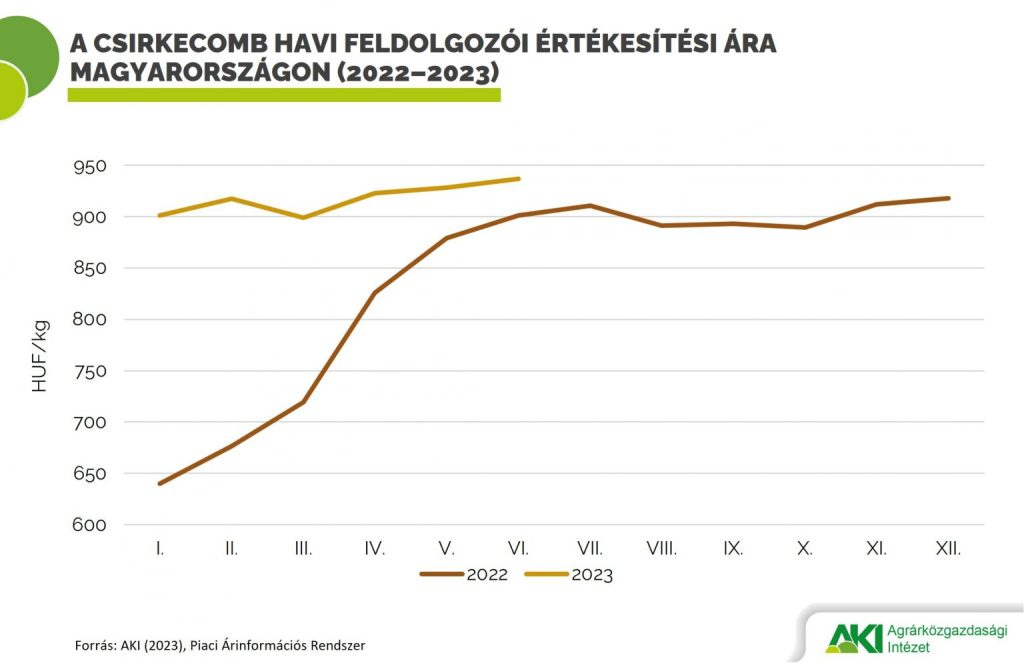 A CSIRKECOMB HAVI FELDOLGOZÓI ÉRTÉKESÍTÉSI ÁRA
MAGYARORSZÁGON (2022–2023)
HUF/kg
950
900
850
800
750
700
650
600
I. II. III. IV. V. VI. VII. VIII. IX. X. XI. XII.
2022 2023
Forrás: AKI (2023), Piaci Árinformációs Rendszer
AKI Agrárközgazdasági
Intézet